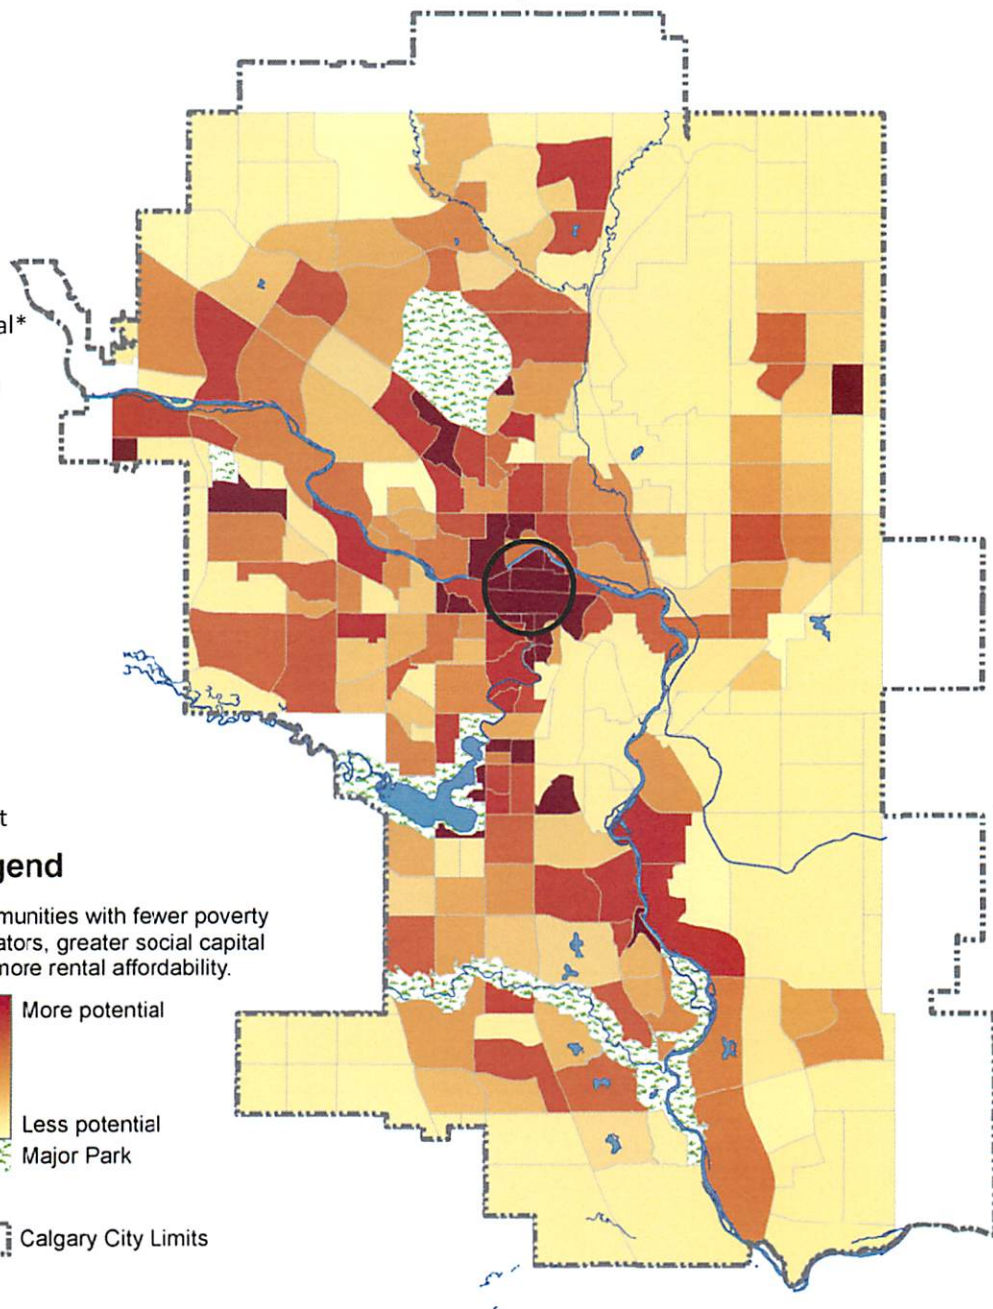 al*
t
gend
munities with fewer poverty
ators, greater social capital
more rental affordability.
More potential
Less potential
Major Park
Calgary City Limits